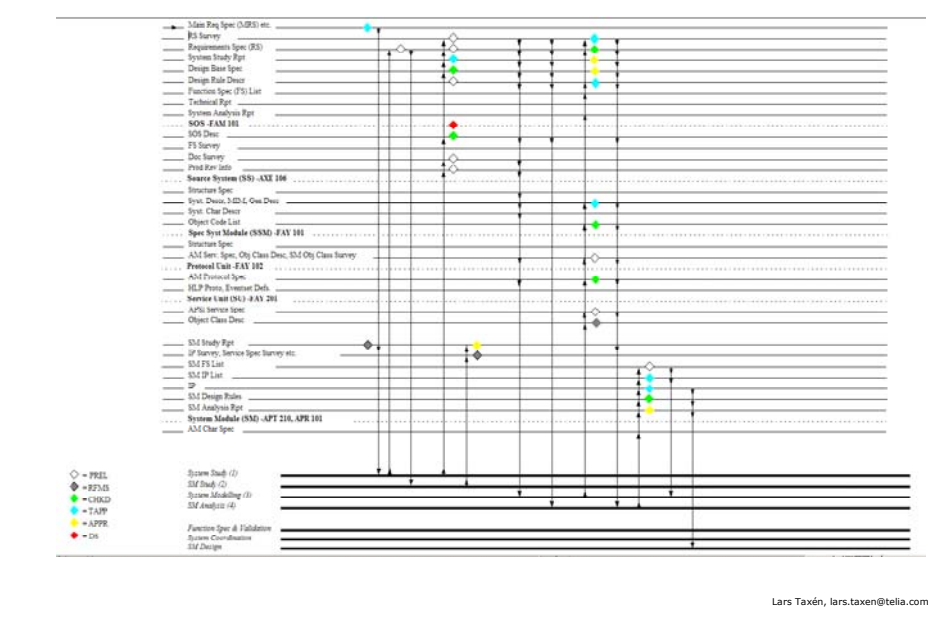 Main Req Spec (MRS) etc.
RS Survey
Requirements Spec (RS)
System Study Rpt
Design Base Spec
Design Rule Descr
Function Spec (FS) List
Technical Rpt
System Analysis Rpt
SOS -FAM 101
SOS Desc
FS Survey
Doc Survey
Prod Rev Info
Source System (SS) -AXE 106
Structure Spec
Syst. Descr, MIM, Gen Desc
Syst. Char Descr
Object Code List
Spec Syst Module (SSM) -FAY 101
Structure Spec
AM Serv. Spec, Obj Class Desc, SM Obj Class Survey
Protocol Unit -FAY 102
AM Protocol Spec
HLP Proto, Eventset Defs.
Service Unit (SU) -FAY 201
APSI Service Spec
Object Class Desc
SM Study Rpt
IP Survey, Service Spec Survey etc.
SM FS List
SM IP List
IP
SM Design Rules
SM Analysis Rpt
System Module (SM) -APT 210, APR 101
AM Char Spec
◇ = PREL
◆ = RFMS
◆ = CHKD
◆ = TAPP
◆ = APPR
◆ = DS
System Study (1)
SM Study (2)
System Modelling (3)
SM Analysis (4)
Function Spec & Validation
System Coordination
SM Design
Lars Taxén, lars.taxen@telia.com